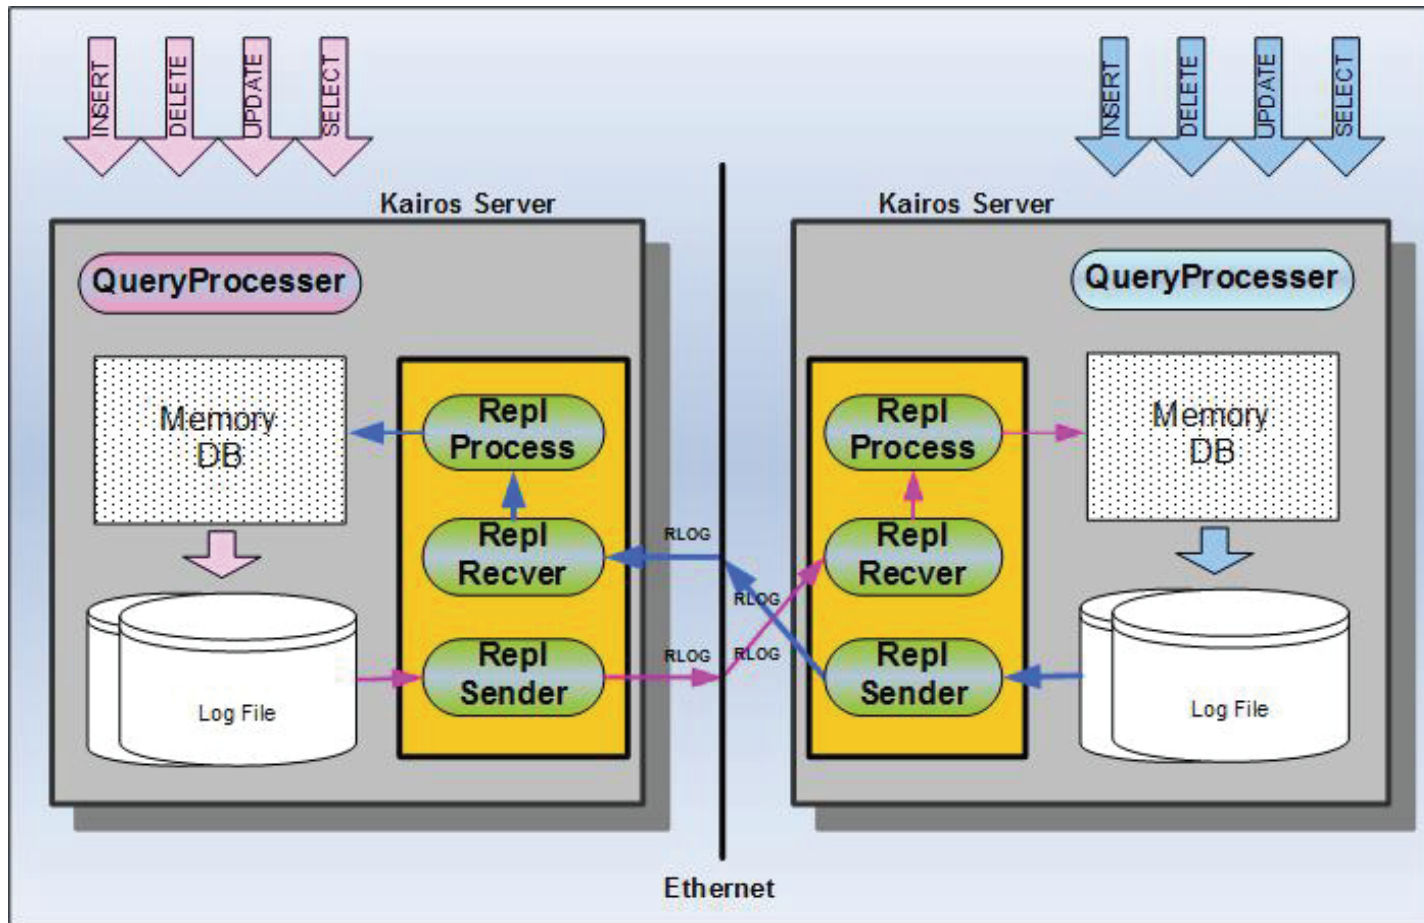 INSERT
DELETE
UPDATE
SELECT
INSERT
DELETE
UPDATE
SELECT
Kairos Server
Kairos Server
QueryProcesser
QueryProcesser
Memory
DB
Repl
Process
Repl
Process
Memory
DB
Repl
Recver
RLOG
RLOG
Repl
Recver
Log File
Repl
Sender
RLOG
RLOG
Repl
Sender
Log File
Ethernet